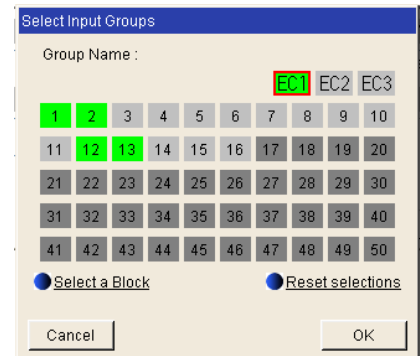 Select Input Groups
Group Name :
EC1 EC2 EC3
1 2 3 4 5 6 7 8 9 10
11 12 13 14 15 16 17 18 19 20
21 22 23 24 25 26 27 28 29 30
31 32 33 34 35 36 37 38 39 40
41 42 43 44 45 46 47 48 49 50
Select a Block Reset selections
Cancel OK